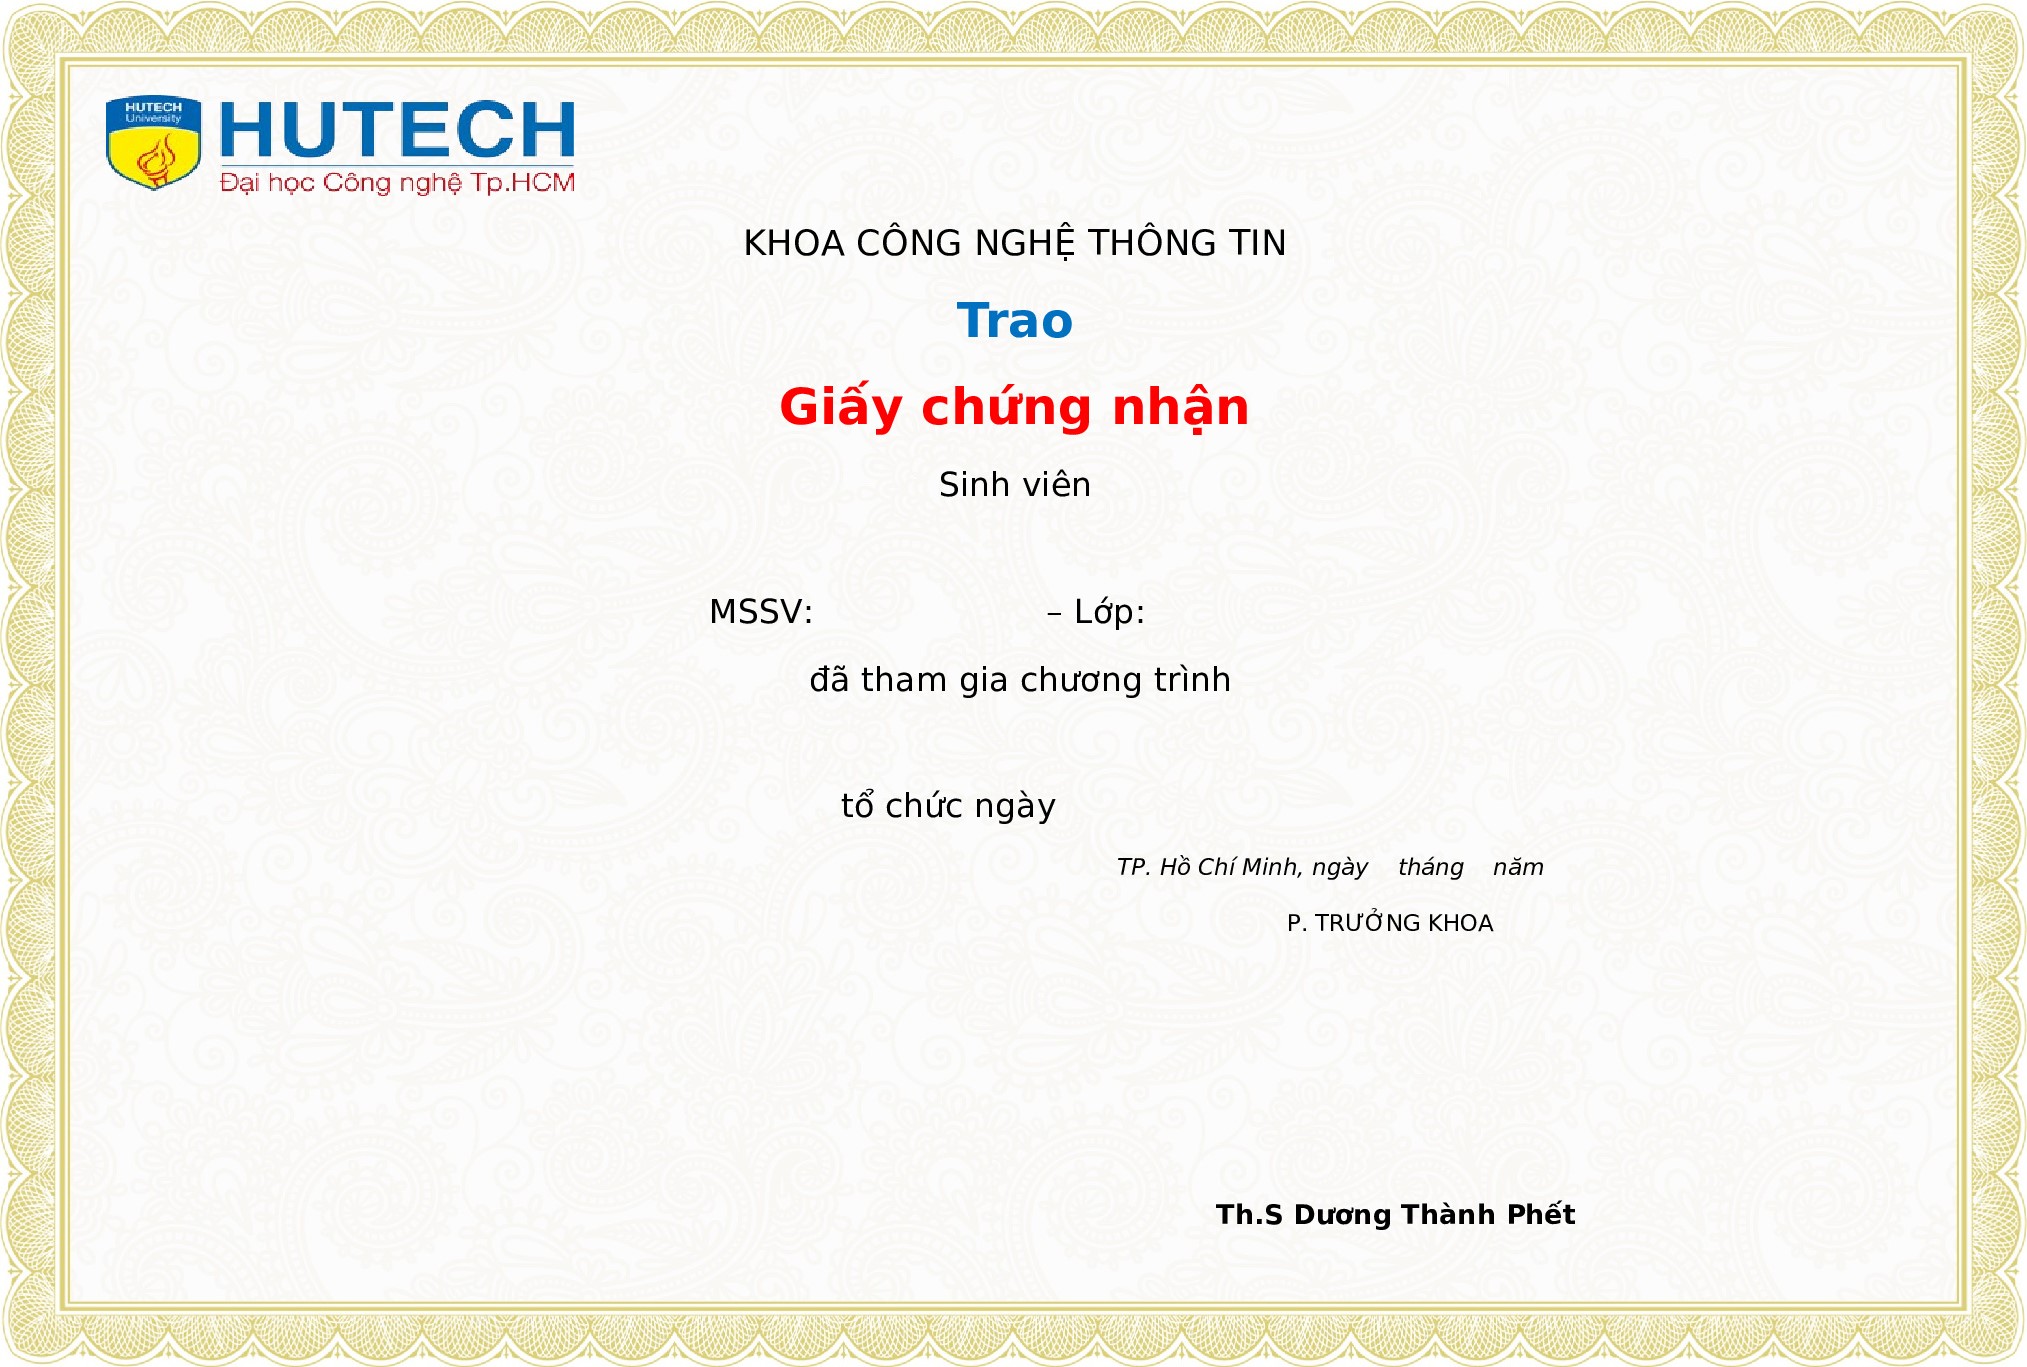 HUTECH
University
HUTECH
Đại học Công nghệ Tp.HCM
KHOA CÔNG NGHỆ THÔNG TIN
Trao
Giấy chứng nhận
Sinh viên
MSSV: – Lớp:
đã tham gia chương trình
tổ chức ngày
TP. Hồ Chí Minh, ngày tháng năm
P. TRƯỞNG KHOA
Th.S Dương Thành Phết